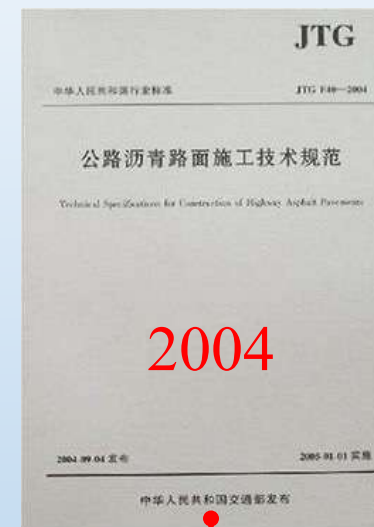 JTG
中华人民共和国行业标准 JTG F40—2004
公路沥青路面施工技术规范
Technical Specifications for Construction of Highway Asphalt Pavements
2004
2004-09-04 发布 2005-01-01 实施
中华人民共和国交通部发布